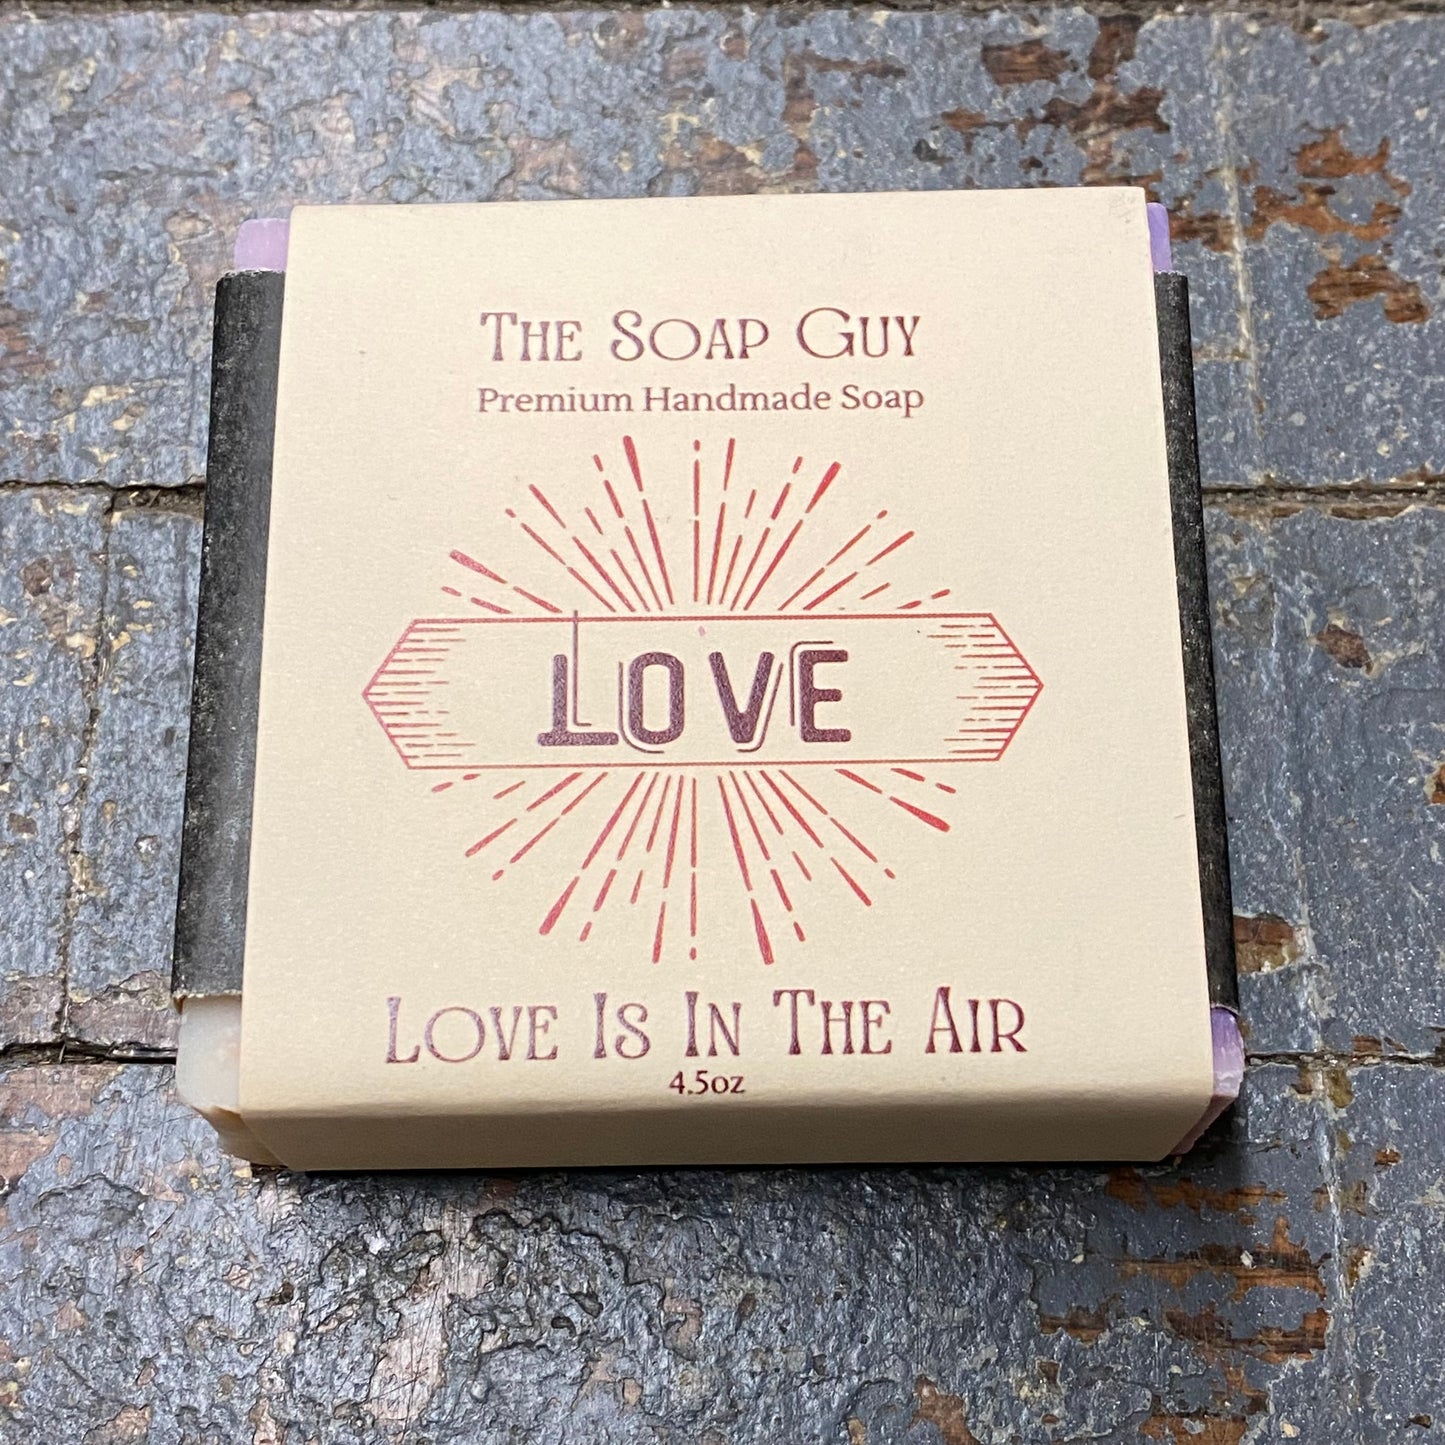 The Soap Guy
Premium Handmade Soap
LOVE
Love Is In The Air
4.5oz